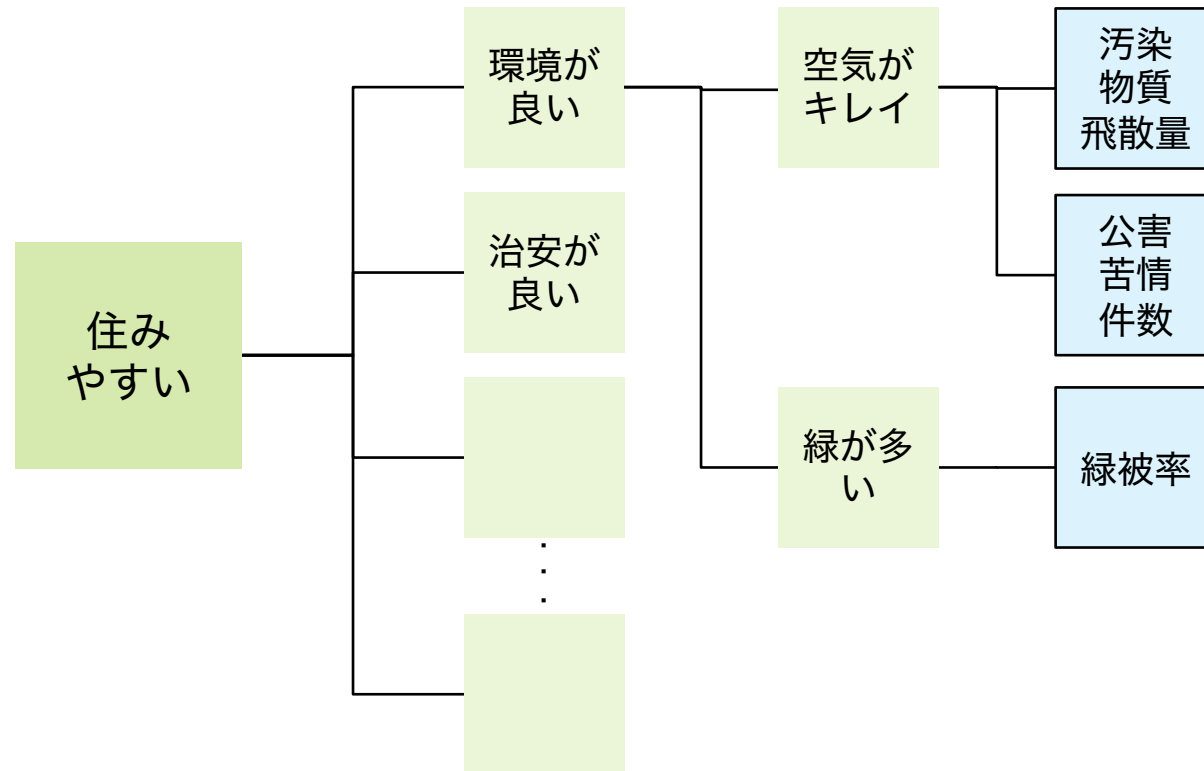 住み
やすい
環境が
良い
治安が
良い
空気が
キレイ
緑が多
い
汚染
物質
飛散量
公害
苦情
件数
緑被率